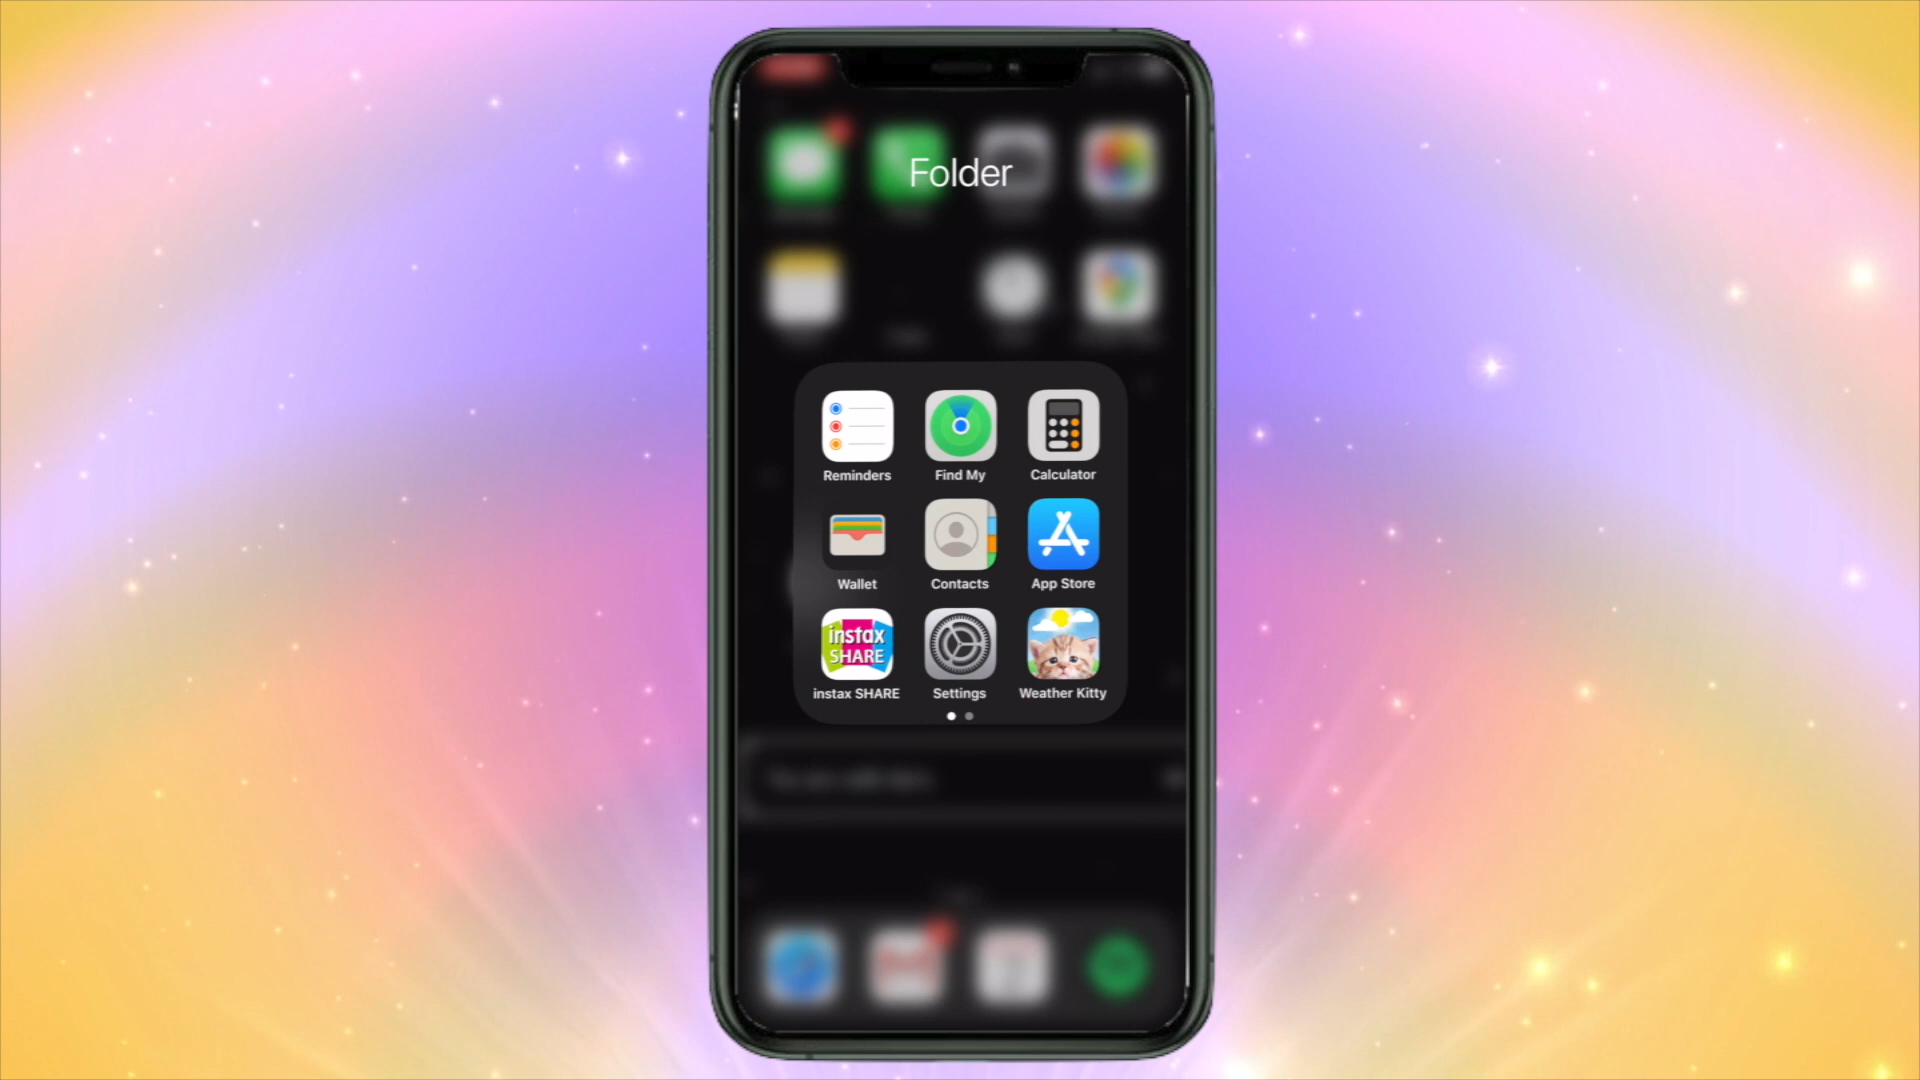 Folder
Reminders
Find My
Calculator
Wallet
Contacts
App Store
instax
SHARE
instax SHARE
Settings
Weather Kitty